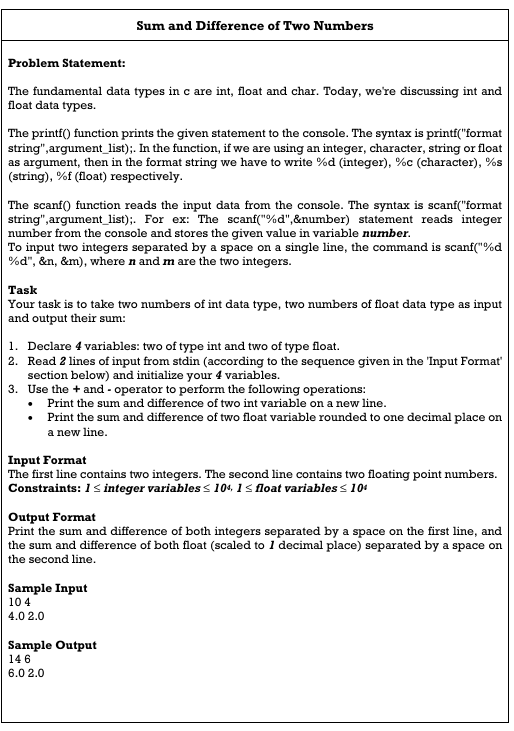 Sum and Difference of Two Numbers
Problem Statement:
The fundamental data types in c are int, float and char. Today, we're discussing int and
float data types.
The printf() function prints the given statement to the console. The syntax is printf("format
string",argument_list);. In the function, if we are using an integer, character, string or float
as argument, then in the format string we have to write %d (integer), %c (character), %s
(string), %f (float) respectively.
The scanf() function reads the input data from the console. The syntax is scanf("format
string",argument_list);. For ex: The scanf("%d",&number) statement reads integer
number from the console and stores the given value in variable number.
To input two integers separated by a space on a single line, the command is scanf("%d
%d", &n, &m), where n and m are the two integers.
Task
Your task is to take two numbers of int data type, two numbers of float data type as input
and output their sum:
1. Declare 4 variables: two of type int and two of type float.
2. Read 2 lines of input from stdin (according to the sequence given in the 'Input Format'
section below) and initialize your 4 variables.
3. Use the + and - operator to perform the following operations:
• Print the sum and difference of two int variable on a new line.
• Print the sum and difference of two float variable rounded to one decimal place on
a new line.
Input Format
The first line contains two integers. The second line contains two floating point numbers.
Constraints: 1 ≤ integer variables ≤ 10⁴, 1 ≤ float variables ≤ 10⁴
Output Format
Print the sum and difference of both integers separated by a space on the first line, and
the sum and difference of both float (scaled to 1 decimal place) separated by a space on
the second line.
Sample Input
10 4
4.0 2.0
Sample Output
14 6
6.0 2.0